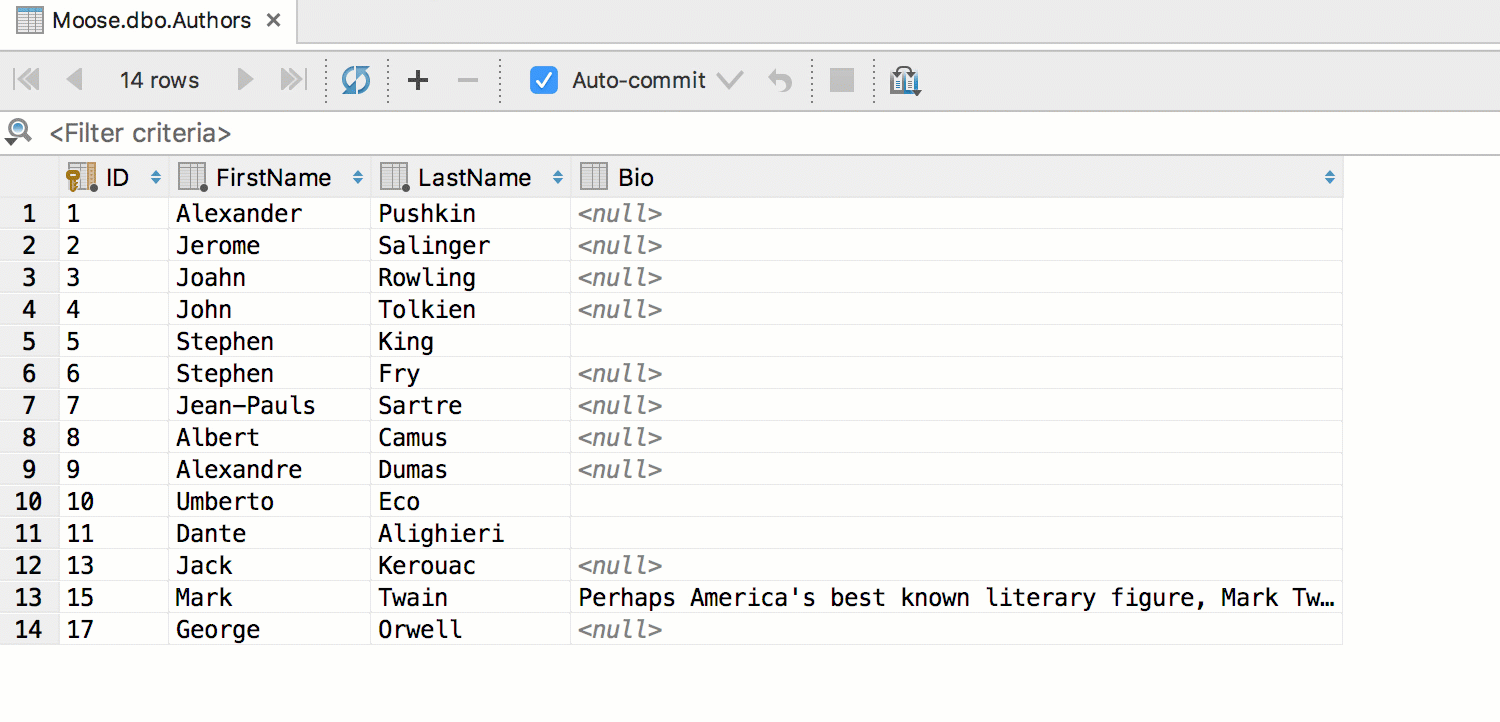 Moose.dbo.Authors
14 rows Auto-commit
<Filter criteria>
ID FirstName LastName Bio
1 1 Alexander Pushkin <null>
2 2 Jerome Salinger <null>
3 3 Joahn Rowling <null>
4 4 John Tolkien <null>
5 5 Stephen King
6 6 Stephen Fry <null>
7 7 Jean-Pauls Sartre <null>
8 8 Albert Camus <null>
9 9 Alexandre Dumas <null>
10 10 Umberto Eco
11 11 Dante Alighieri
12 13 Jack Kerouac <null>
13 15 Mark Twain Perhaps America's best known literary figure, Mark Tw…
14 17 George Orwell <null>